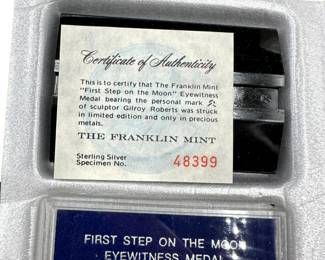 Certificate of Authenticity
This is to certify that The Franklin Mint
"First Step on the Moon" Eyewitness
Medal bearing the personal mark
of sculptor Gilroy Roberts was struck
in limited edition and only in precious
metals.
THE FRANKLIN MINT
Sterling Silver
Specimen No. 48399
FIRST STEP ON THE MOON
EYEWITNESS MEDAL